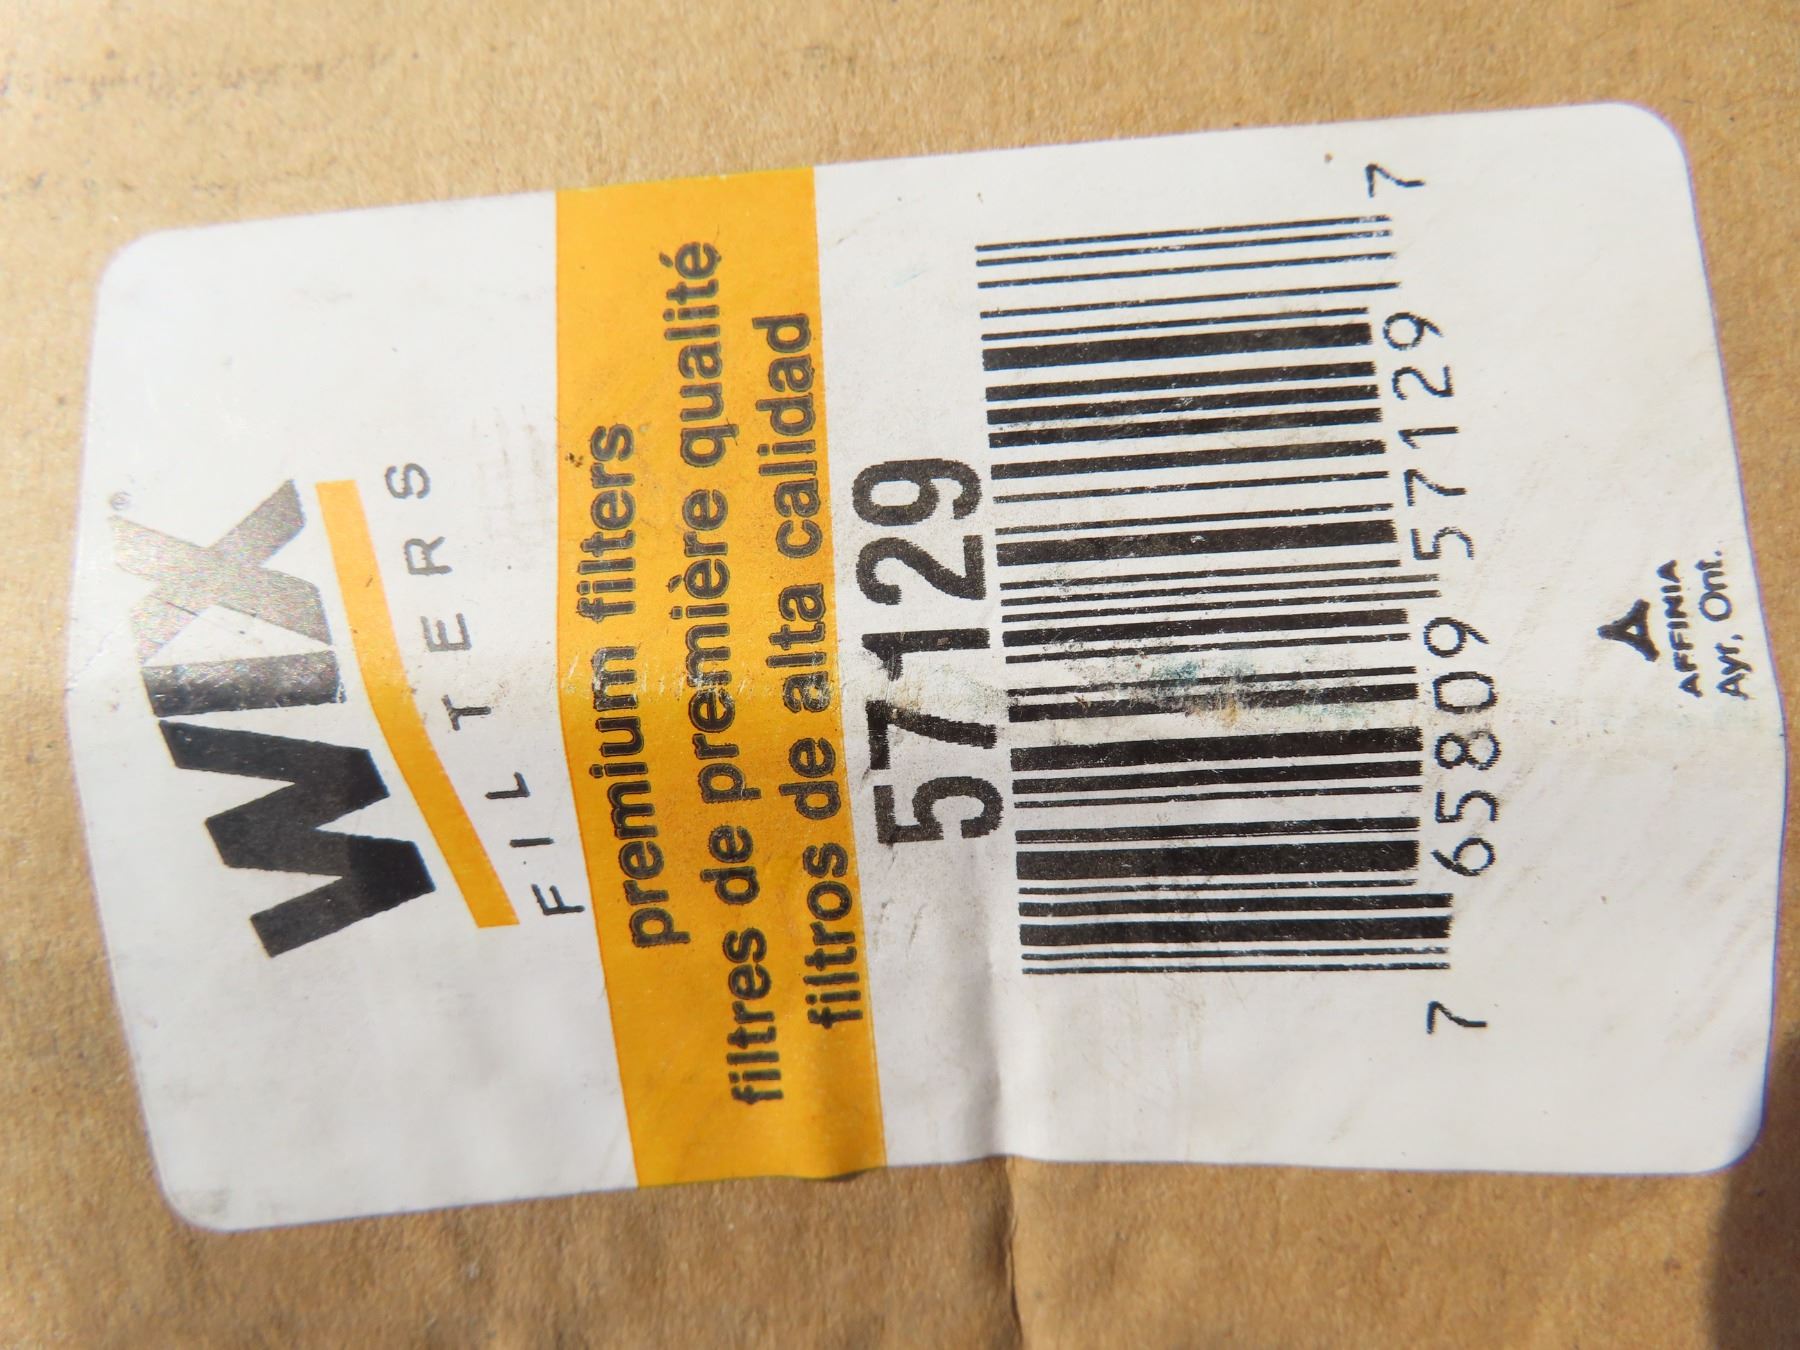 WIX®
FILTERS
premium filters
filtres de première qualité
filtros de alta calidad
57129
7 65809 57129 7
AFFINIA
Ayr, Ont.